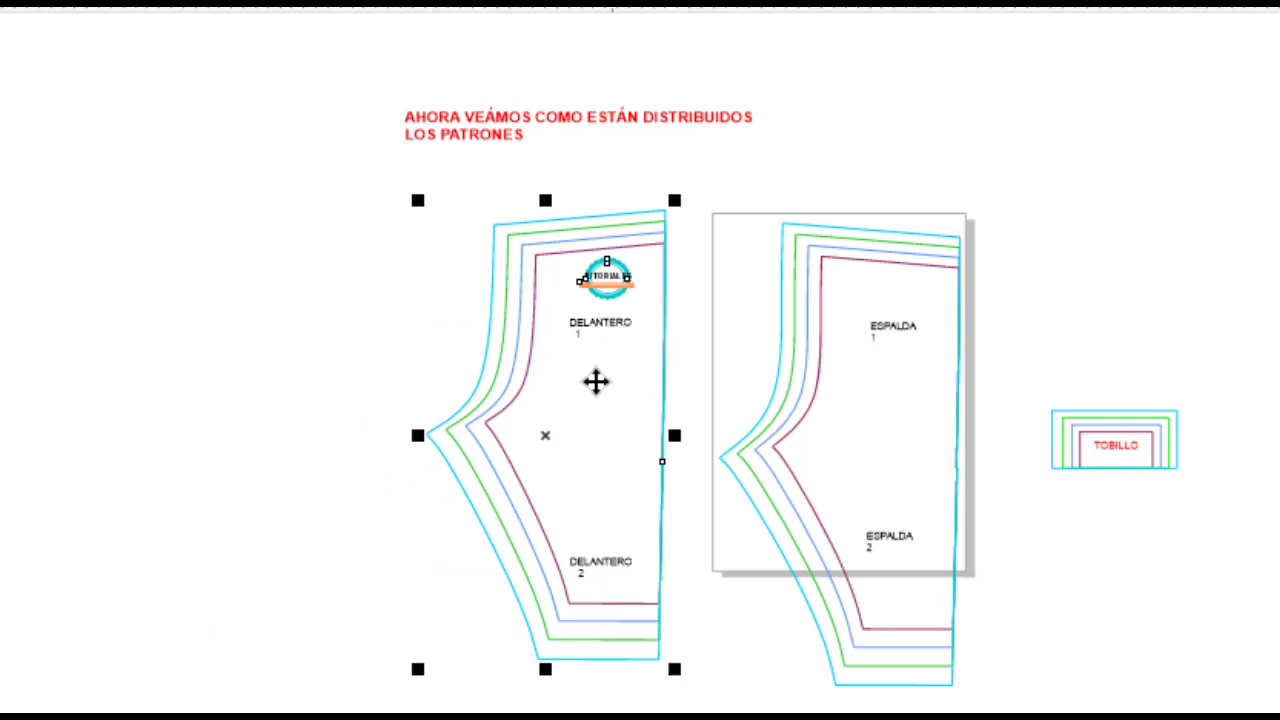 AHORA VEÁMOS COMO ESTÁN DISTRIBUIDOS
LOS PATRONES
DELANTERO
1
DELANTERO
2
ESPALDA
1
ESPALDA
2
TOBILLO